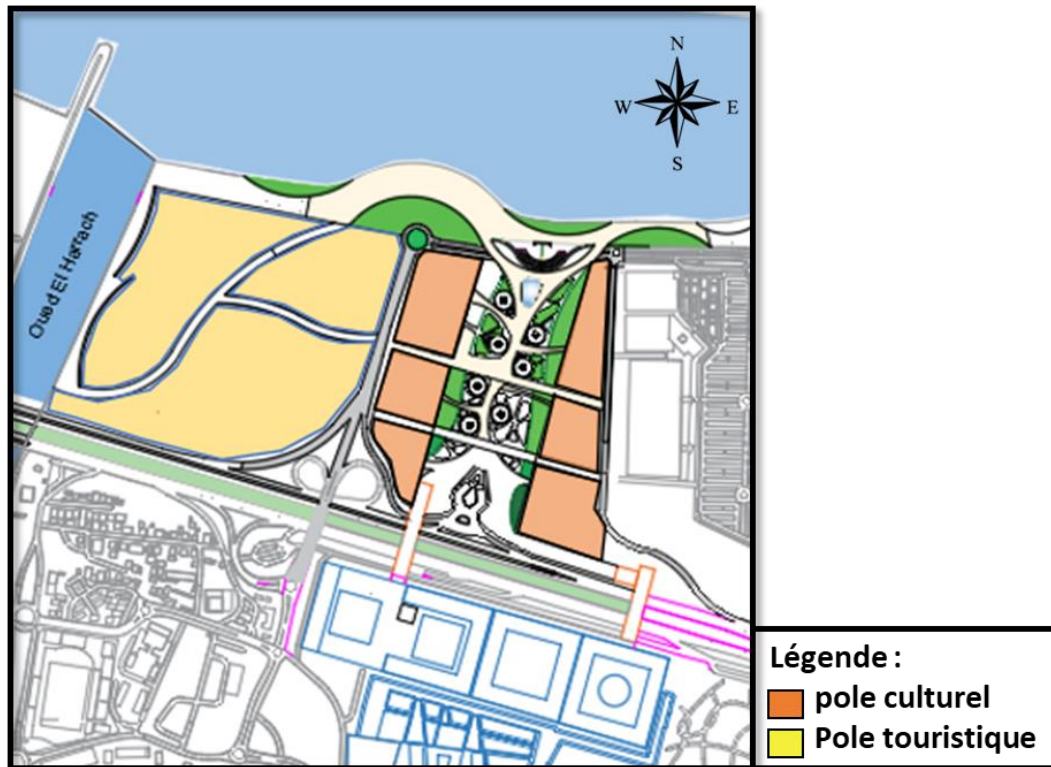 N
W E
S
Oued El Harrach
Légende :
pole culturel
Pole touristique